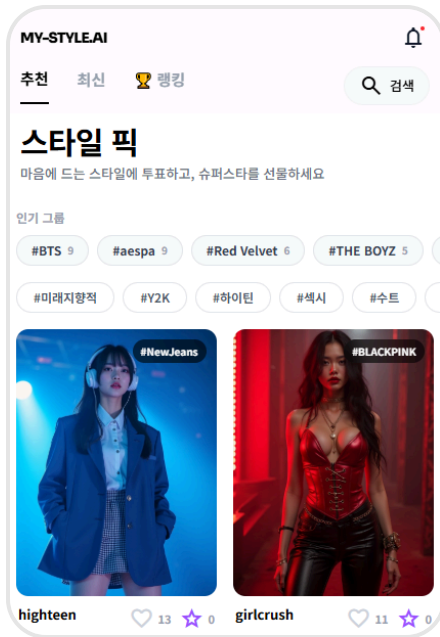 MY-STYLE.AI
추천 최신 🏆 랭킹 검색
스타일 픽
마음에 드는 스타일에 투표하고, 슈퍼스타를 선물하세요
인기 그룹
#BTS 9 #aespa 9 #Red Velvet 6 #THE BOYZ 5
#미래지향적 #Y2K #하이틴 #섹시 #수트
#NewJeans #BLACKPINK
highteen 13 0 girlcrush 11 0